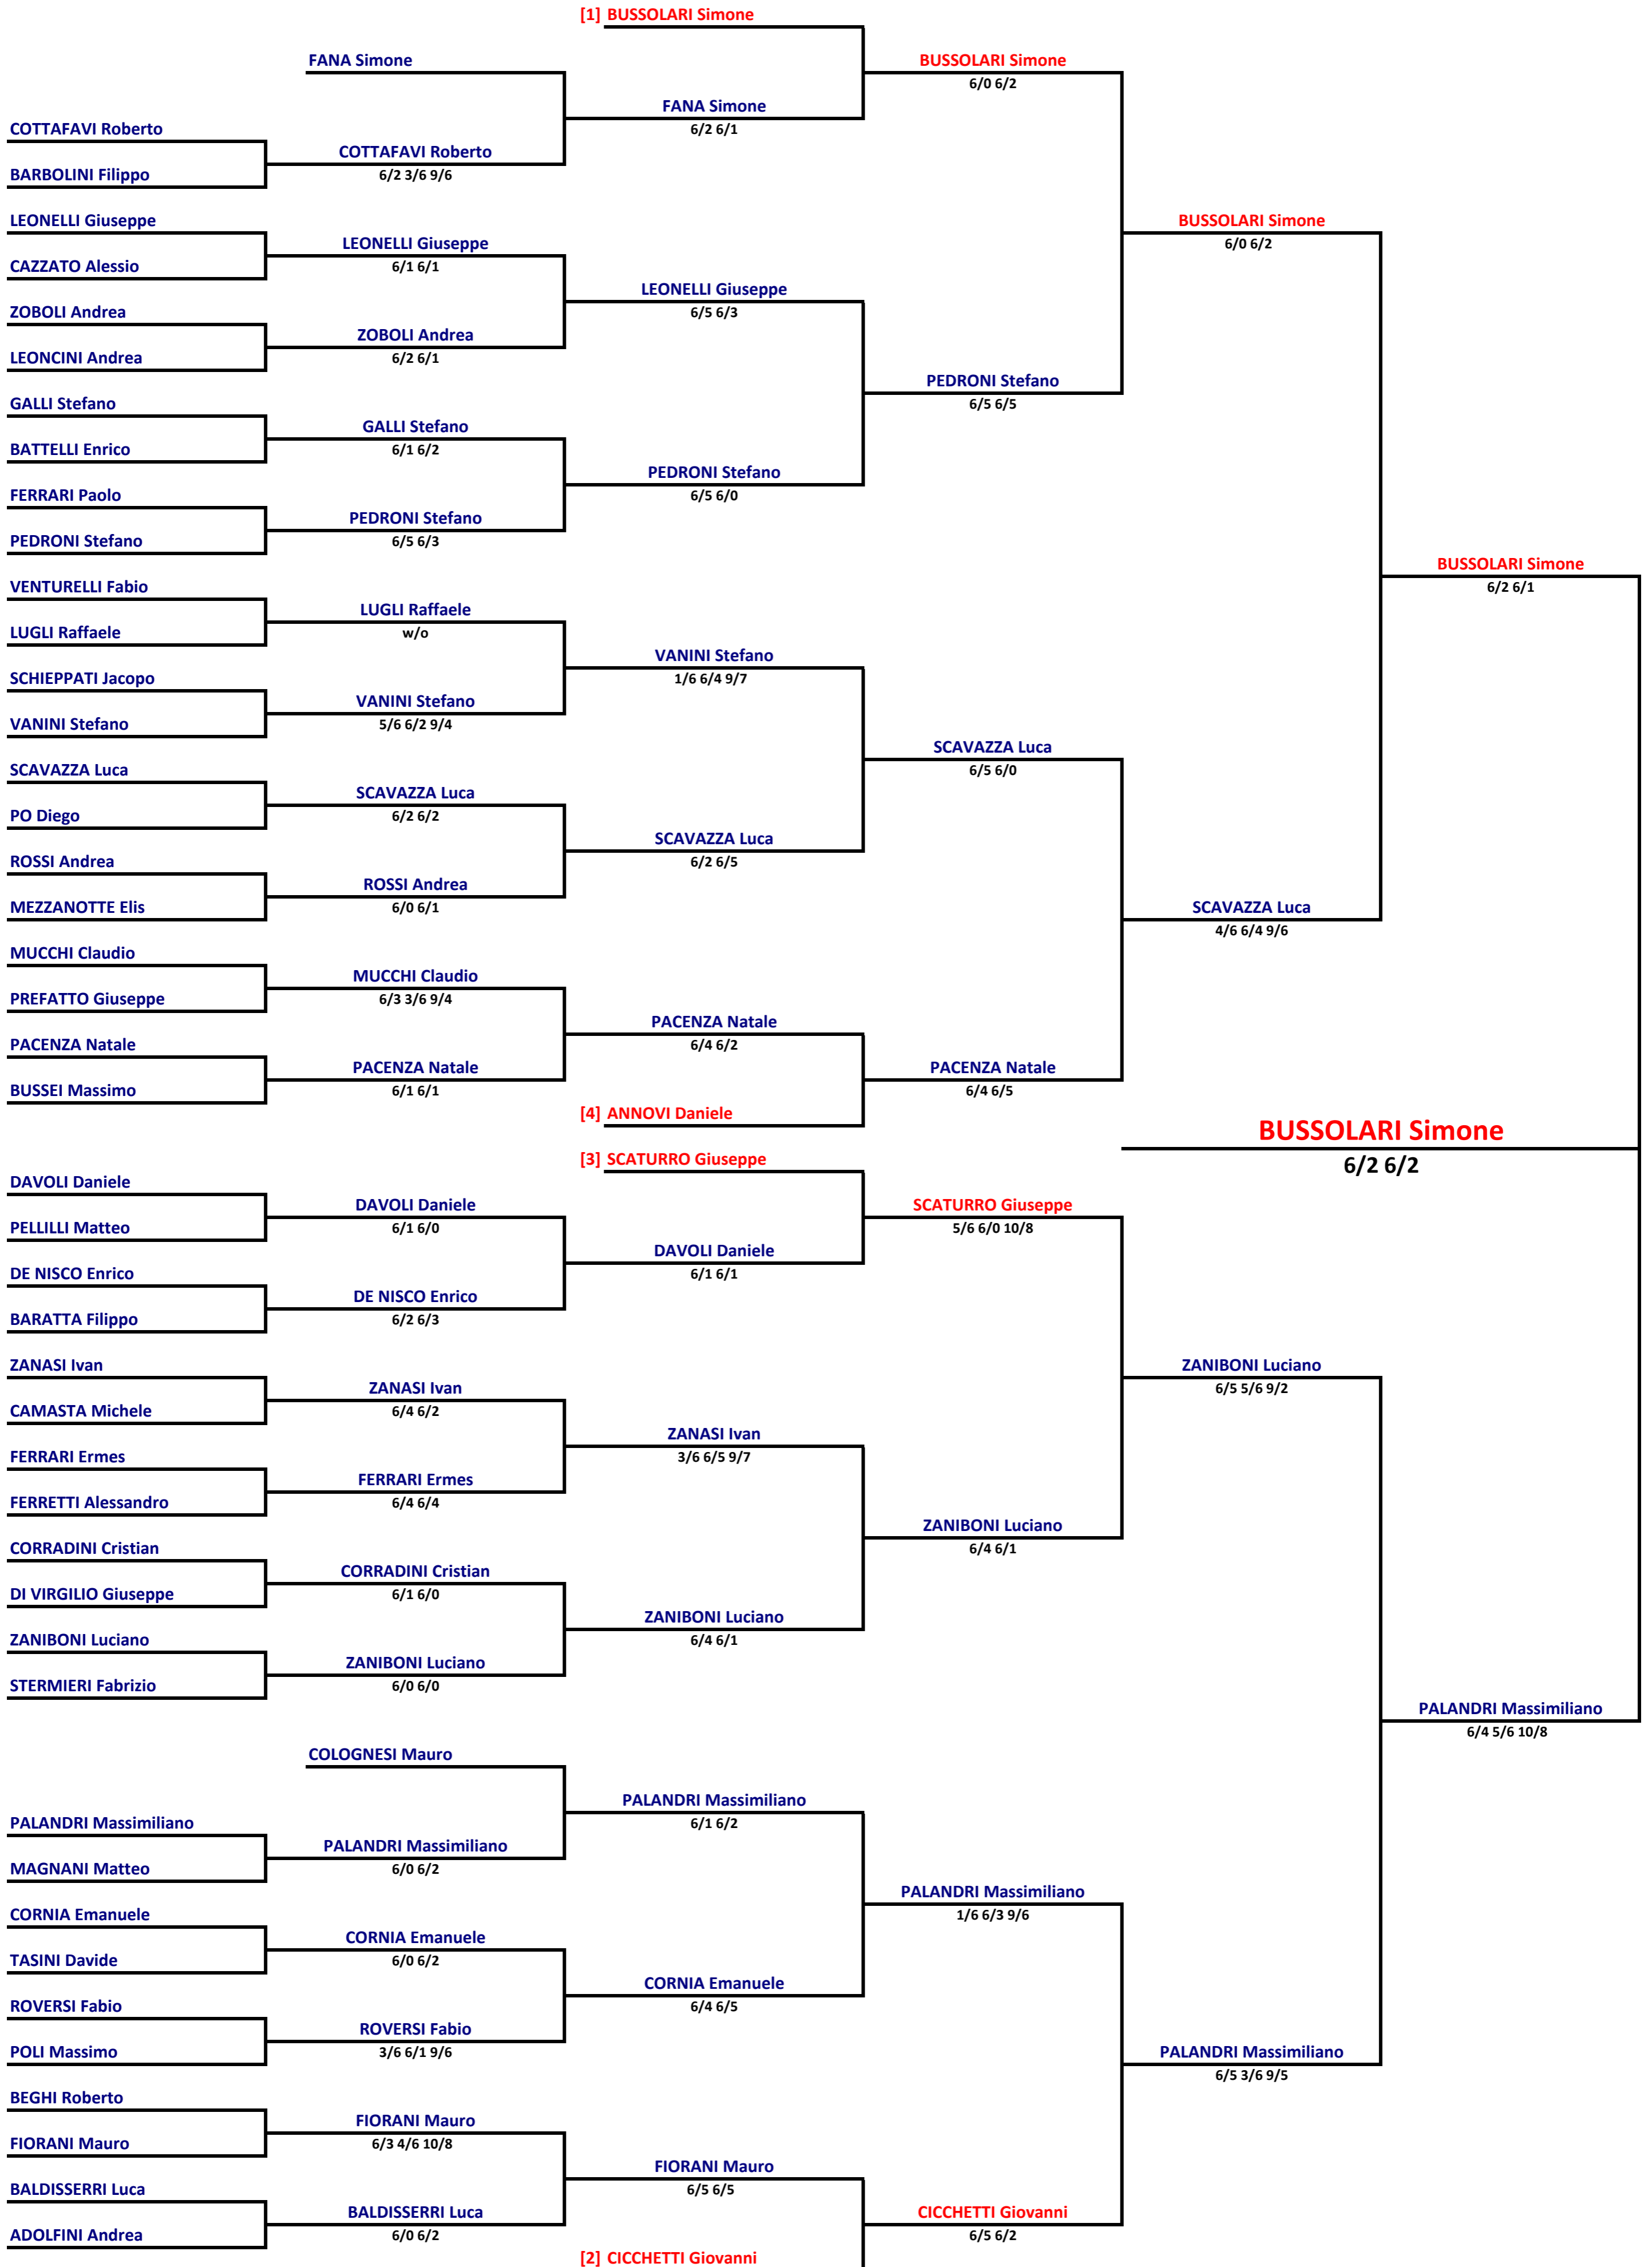 [1] BUSSOLARI Simone
FANA Simone
BUSSOLARI Simone
6/0 6/2
FANA Simone
6/2 6/1
COTTAFAVI Roberto
COTTAFAVI Roberto
6/2 3/6 9/6
BARBOLINI Filippo
LEONELLI Giuseppe
BUSSOLARI Simone
6/0 6/2
LEONELLI Giuseppe
6/1 6/1
CAZZATO Alessio
LEONELLI Giuseppe
6/5 6/3
ZOBOLI Andrea
ZOBOLI Andrea
6/2 6/1
LEONCINI Andrea
PEDRONI Stefano
6/5 6/5
GALLI Stefano
GALLI Stefano
6/1 6/2
BATTELLI Enrico
PEDRONI Stefano
6/5 6/0
FERRARI Paolo
PEDRONI Stefano
6/5 6/3
PEDRONI Stefano
BUSSOLARI Simone
6/2 6/1
VENTURELLI Fabio
LUGLI Raffaele
w/o
LUGLI Raffaele
VANINI Stefano
1/6 6/4 9/7
SCHIEPPATI Jacopo
VANINI Stefano
5/6 6/2 9/4
VANINI Stefano
SCAVAZZA Luca
6/5 6/0
SCAVAZZA Luca
SCAVAZZA Luca
6/2 6/2
PO Diego
SCAVAZZA Luca
6/2 6/5
ROSSI Andrea
ROSSI Andrea
6/0 6/1
MEZZANOTTE Elis
SCAVAZZA Luca
4/6 6/4 9/6
MUCCHI Claudio
MUCCHI Claudio
6/3 3/6 9/4
PREFATTO Giuseppe
PACENZA Natale
6/4 6/2
PACENZA Natale
PACENZA Natale
6/1 6/1
PACENZA Natale
6/4 6/5
BUSSEI Massimo
[4] ANNOVI Daniele
BUSSOLARI Simone
6/2 6/2
[3] SCATURRO Giuseppe
DAVOLI Daniele
DAVOLI Daniele
6/1 6/0
SCATURRO Giuseppe
5/6 6/0 10/8
PELLILLI Matteo
DAVOLI Daniele
6/1 6/1
DE NISCO Enrico
DE NISCO Enrico
6/2 6/3
BARATTA Filippo
ZANASI Ivan
ZANIBONI Luciano
6/5 5/6 9/2
ZANASI Ivan
6/4 6/2
CAMASTA Michele
ZANASI Ivan
3/6 6/5 9/7
FERRARI Ermes
FERRARI Ermes
6/4 6/4
FERRETTI Alessandro
ZANIBONI Luciano
6/4 6/1
CORRADINI Cristian
CORRADINI Cristian
6/1 6/0
DI VIRGILIO Giuseppe
ZANIBONI Luciano
6/4 6/1
ZANIBONI Luciano
ZANIBONI Luciano
6/0 6/0
STERMIERI Fabrizio
PALANDRI Massimiliano
6/4 5/6 10/8
COLOGNESI Mauro
PALANDRI Massimiliano
6/1 6/2
PALANDRI Massimiliano
PALANDRI Massimiliano
6/0 6/2
MAGNANI Matteo
PALANDRI Massimiliano
1/6 6/3 9/6
CORNIA Emanuele
CORNIA Emanuele
6/0 6/2
TASINI Davide
CORNIA Emanuele
6/4 6/5
ROVERSI Fabio
ROVERSI Fabio
3/6 6/1 9/6
POLI Massimo
PALANDRI Massimiliano
6/5 3/6 9/5
BEGHI Roberto
FIORANI Mauro
6/3 4/6 10/8
FIORANI Mauro
FIORANI Mauro
6/5 6/5
BALDISSERRI Luca
BALDISSERRI Luca
6/0 6/2
CICCHETTI Giovanni
6/5 6/2
ADOLFINI Andrea
[2] CICCHETTI Giovanni